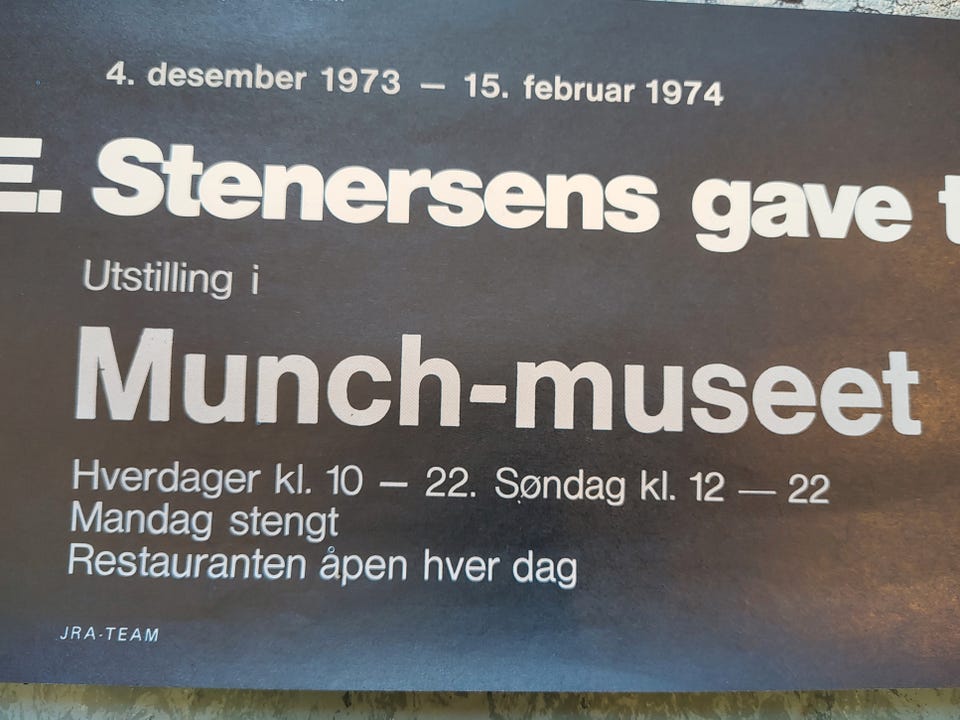 4. desember 1973 — 15. februar 1974
E. Stenersens gave t
Utstilling i
Munch-museet
Hverdager kl. 10 – 22. Søndag kl. 12 — 22
Mandag stengt
Restauranten åpen hver dag
JRA-TEAM